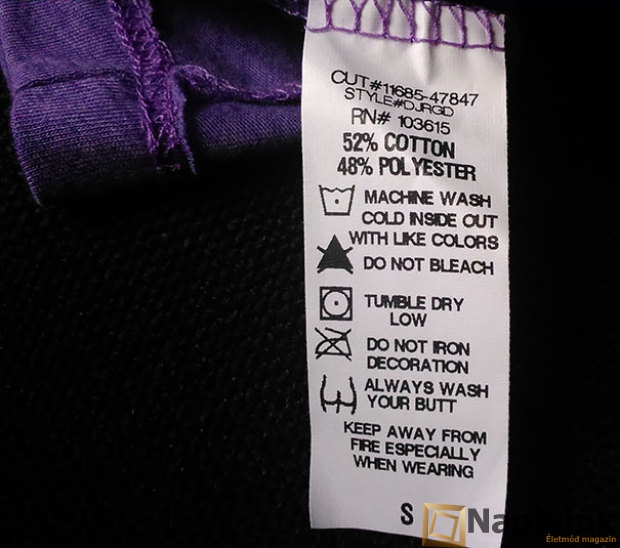 CUT#11685-47847
STYLE#DJRGD
RN# 103615
52% COTTON
48% POLYESTER
MACHINE WASH
COLD INSIDE OUT
WITH LIKE COLORS
DO NOT BLEACH
TUMBLE DRY
LOW
DO NOT IRON
DECORATION
ALWAYS WASH
YOUR BUTT
KEEP AWAY FROM
FIRE ESPECIALLY
WHEN WEARING
S
Életmód magazin